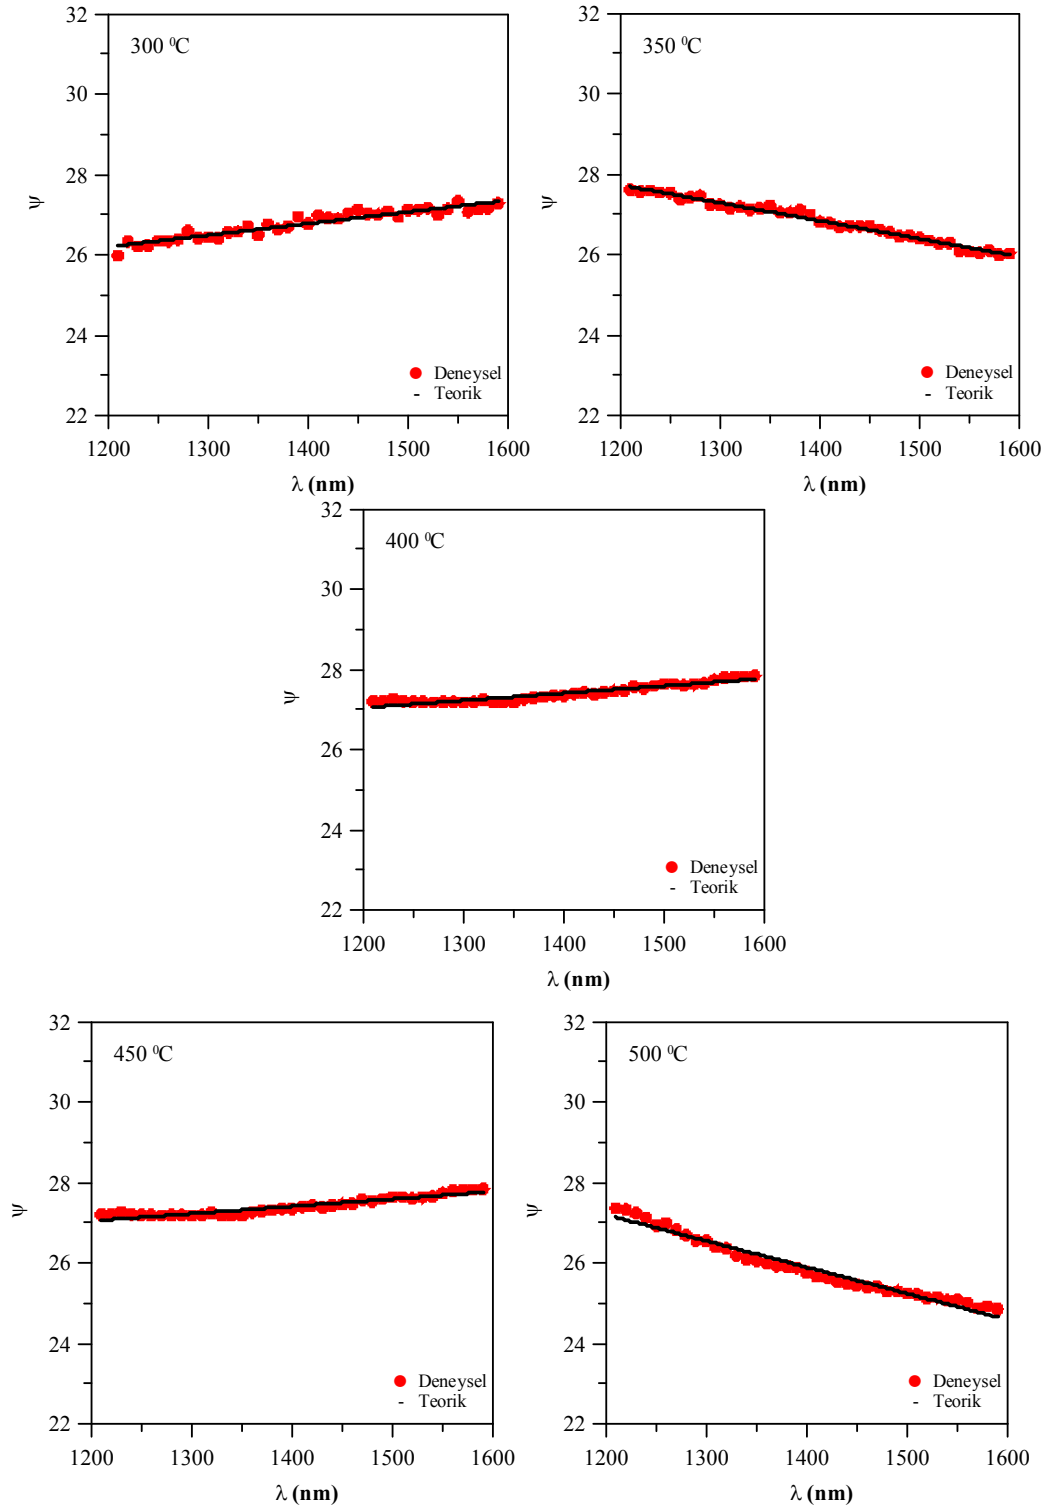 300 ⁰C
32
30
28
26
24
22
ψ
Deneysel
Teorik
1200 1300 1400 1500 1600
λ (nm)
350 ⁰C
32
30
28
26
24
22
ψ
Deneysel
Teorik
1200 1300 1400 1500 1600
λ (nm)
400 ⁰C
32
30
28
26
24
22
ψ
Deneysel
Teorik
1200 1300 1400 1500 1600
λ (nm)
450 ⁰C
32
30
28
26
24
22
ψ
Deneysel
Teorik
1200 1300 1400 1500 1600
λ (nm)
500 ⁰C
32
30
28
26
24
22
ψ
Deneysel
Teorik
1200 1300 1400 1500 1600
λ (nm)